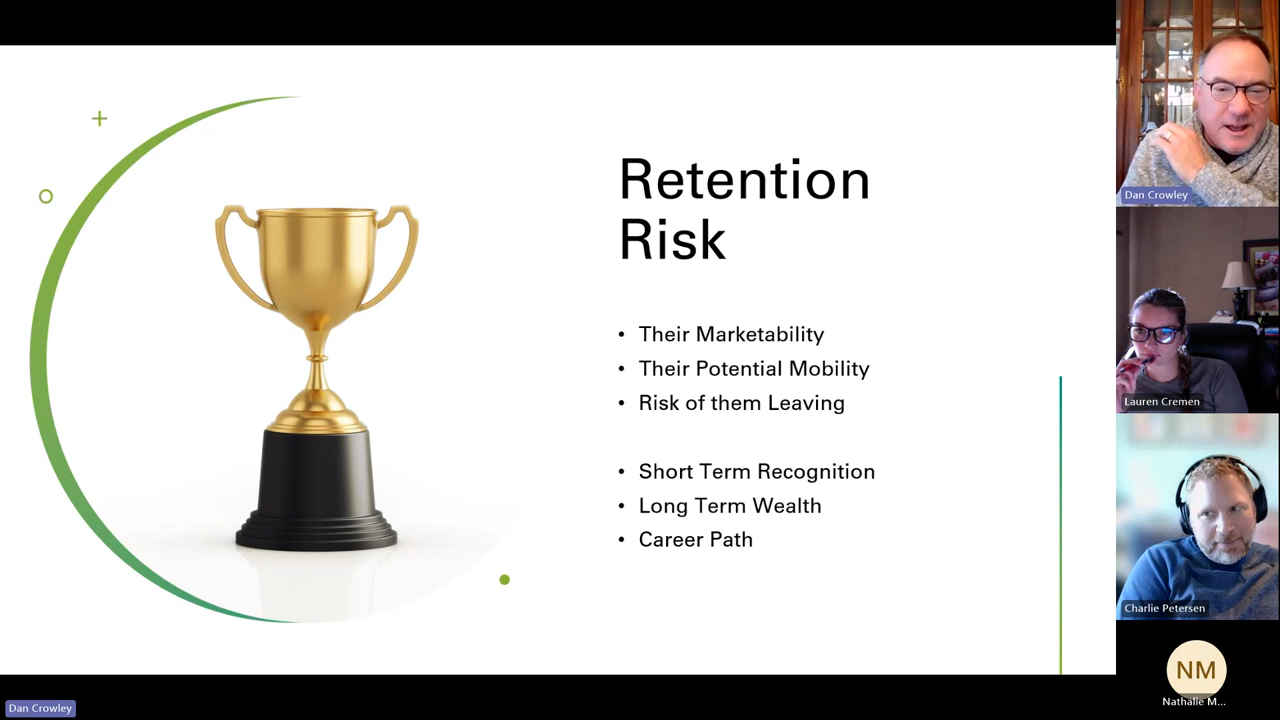 Retention
Risk
• Their Marketability
• Their Potential Mobility
• Risk of them Leaving
• Short Term Recognition
• Long Term Wealth
• Career Path
Dan Crowley
Lauren Cremen
Charlie Petersen
NM
Nathalie M...
Dan Crowley